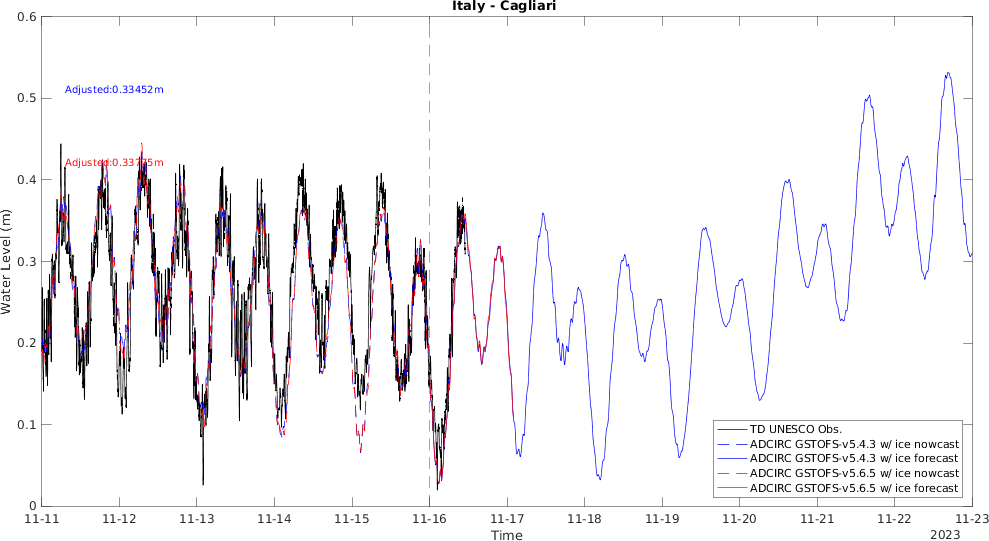 Italy - Cagliari
0.6
0.5
0.4
0.3
0.2
0.1
0
Water Level (m)
Adjusted:0.33452m
TD UNESCO Obs.
ADCIRC GSTOFS-v5.4.3 w/ ice nowcast
ADCIRC GSTOFS-v5.4.3 w/ ice forecast
ADCIRC GSTOFS-v5.6.5 w/ ice nowcast
ADCIRC GSTOFS-v5.6.5 w/ ice forecast
11-11 11-12 11-13 11-14 11-15 11-16 11-17 11-18 11-19 11-20 11-21 11-22 11-23
Time
2023